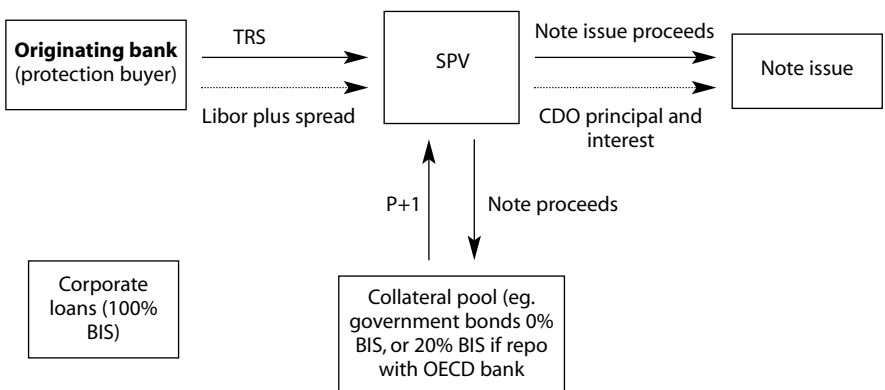 Originating bank
(protection buyer)
TRS
Libor plus spread
SPV
Note issue proceeds
CDO principal and
interest
Note issue
P+1
Note proceeds
Corporate
loans (100%
BIS)
Collateral pool (eg.
government bonds 0%
BIS, or 20% BIS if repo
with OECD bank